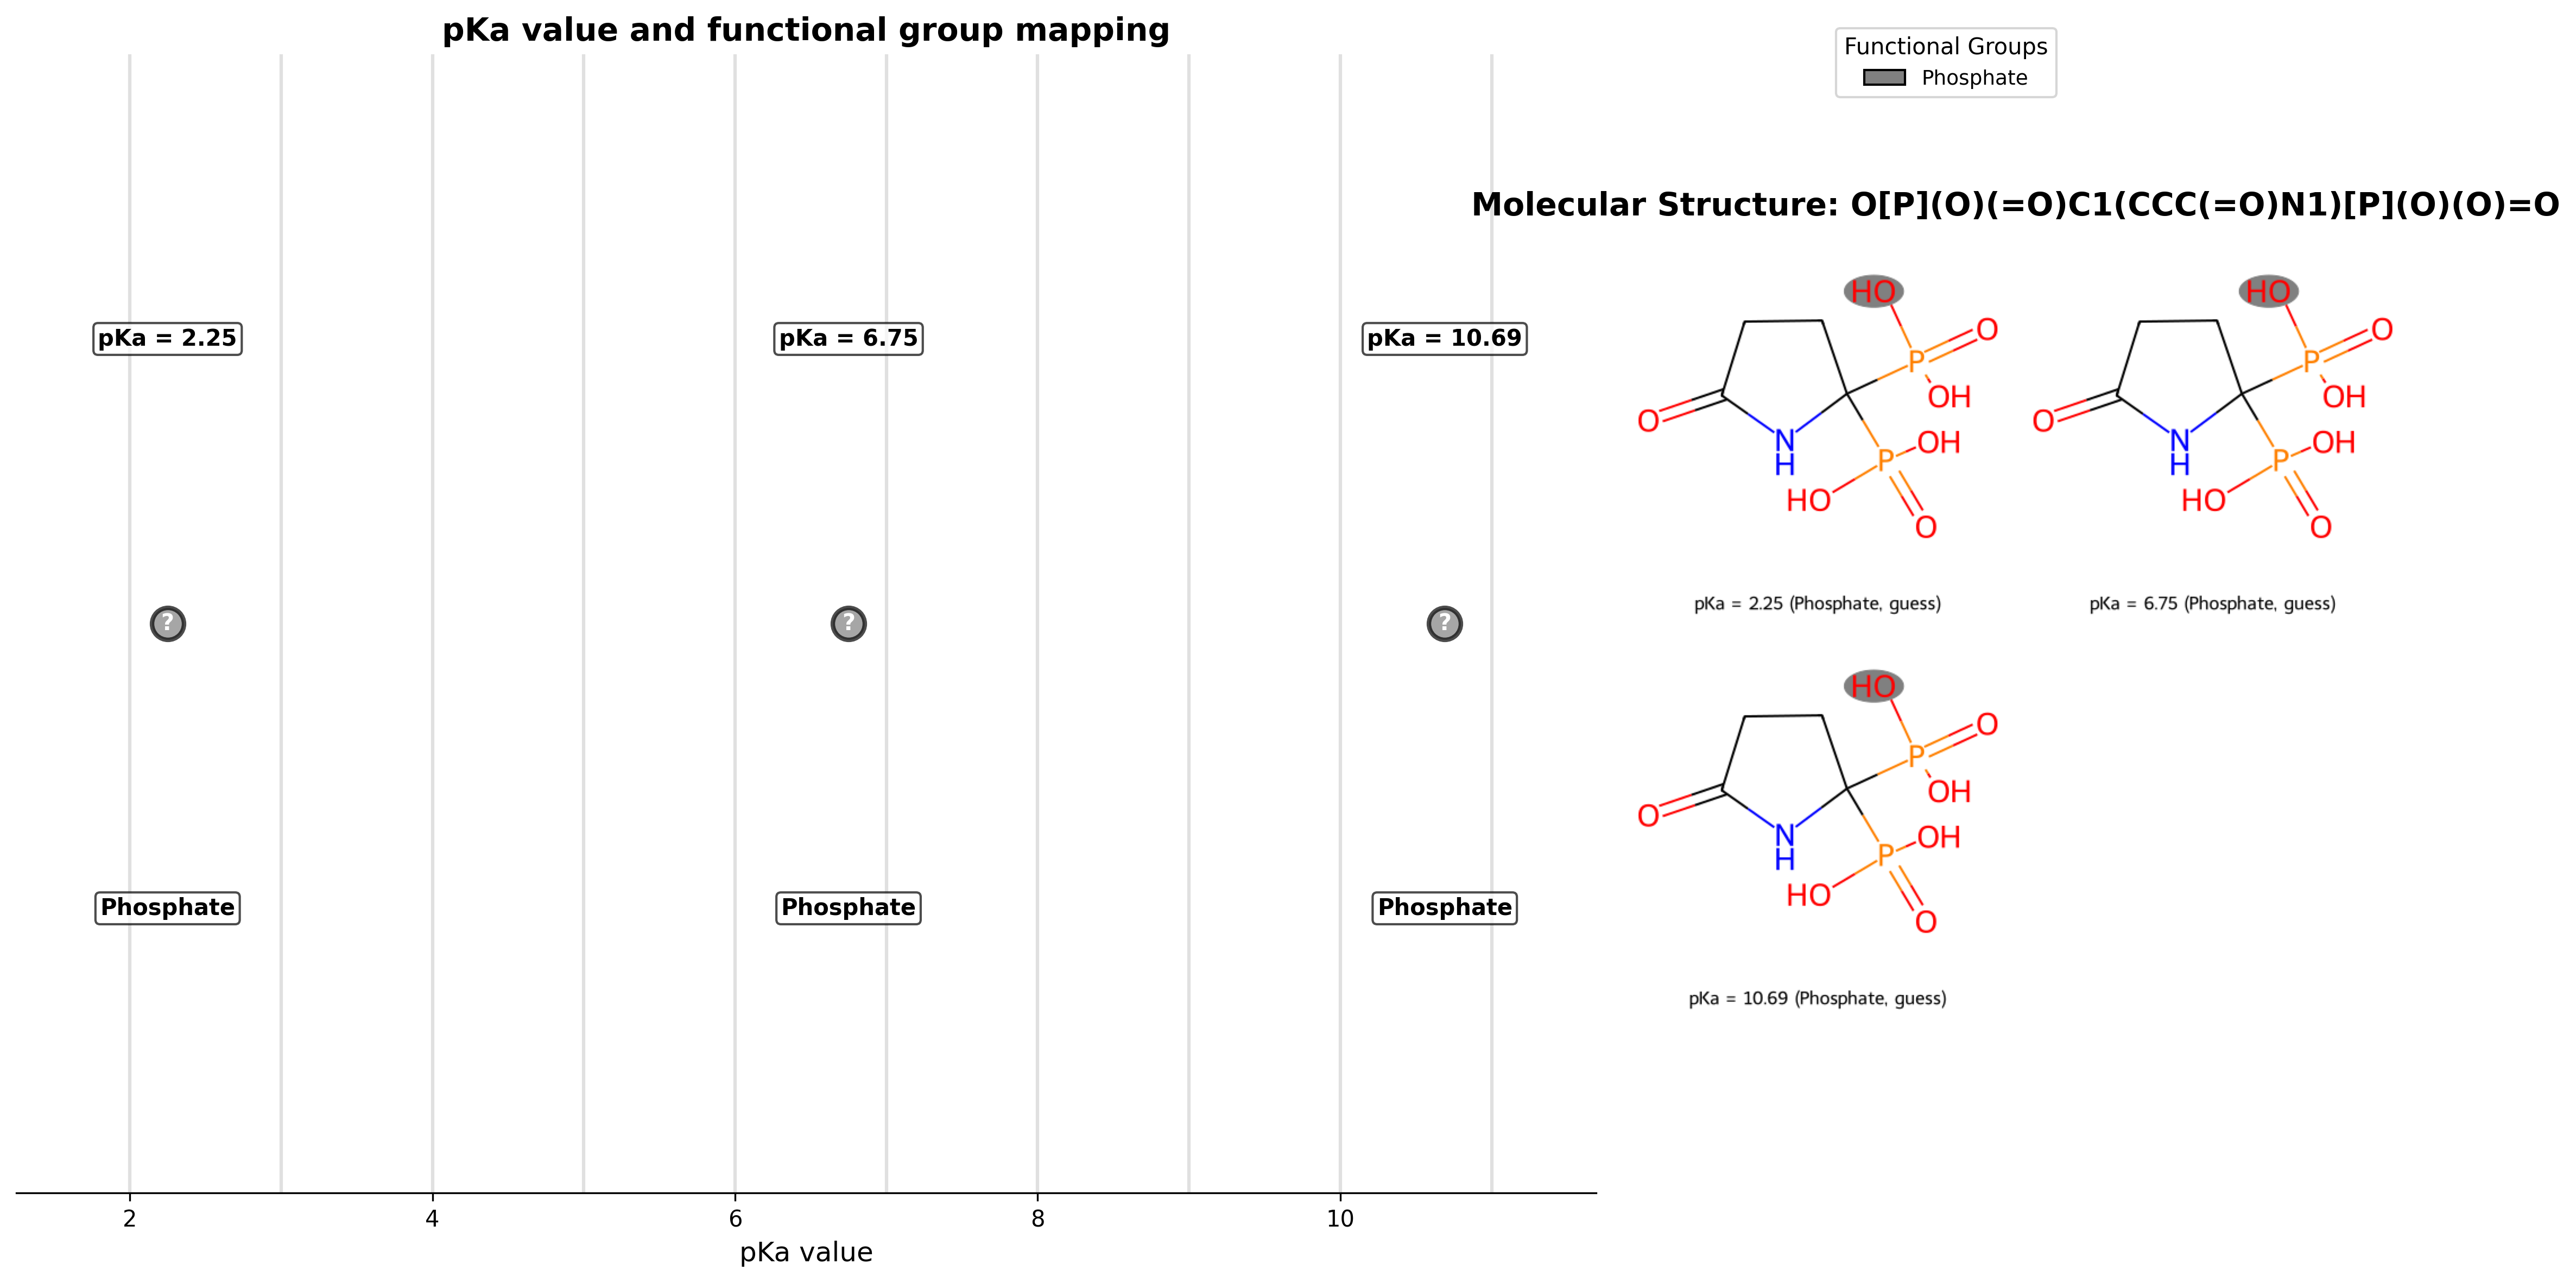 pKa value and functional group mapping
Functional Groups
Phosphate
Molecular Structure: O[P](O)(=O)C1(CCC(=O)N1)[P](O)(O)=O
pKa = 2.25
pKa = 6.75
pKa = 10.69
?
?
?
Phosphate
Phosphate
Phosphate
2
4
6
8
10
pKa value
HO
O
P
OH
O
N
H
P
OH
HO
O
pKa = 2.25 (Phosphate, guess)
HO
O
P
OH
O
N
H
P
OH
HO
O
pKa = 6.75 (Phosphate, guess)
HO
O
P
OH
O
N
H
P
OH
HO
O
pKa = 10.69 (Phosphate, guess)